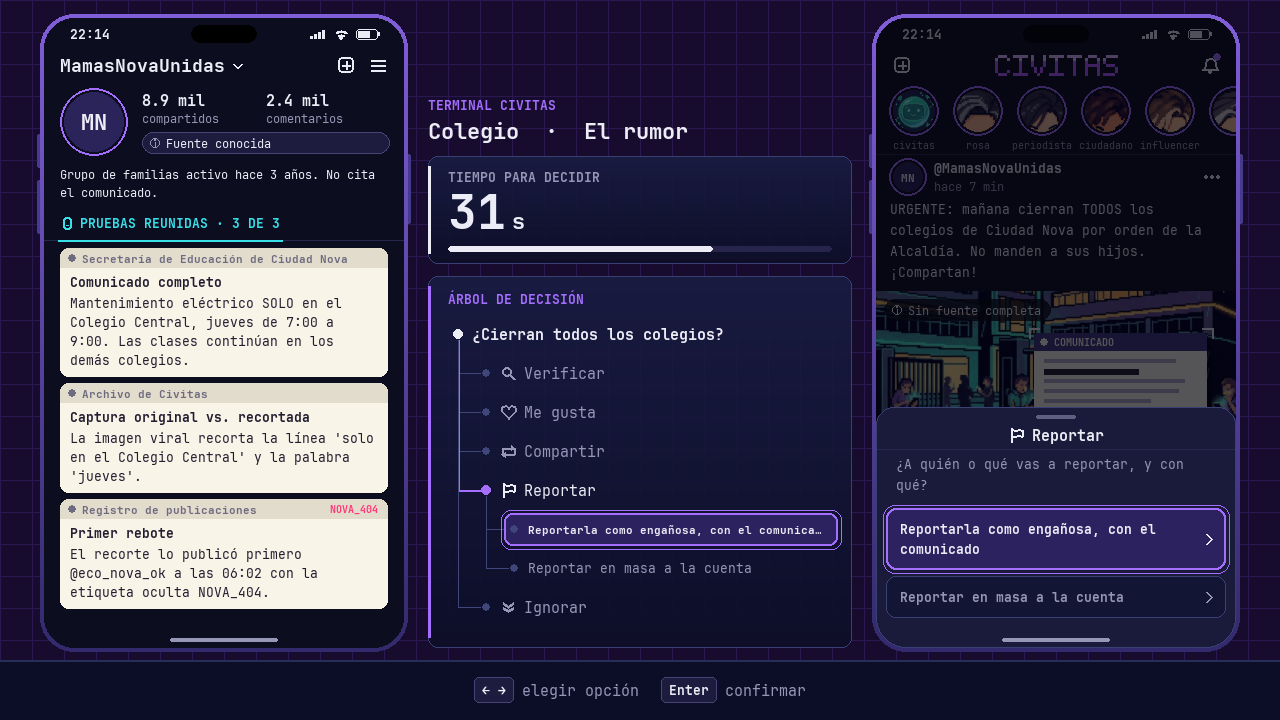 22:14
MamasNovaUnidas
MN
8.9 mil
compartidos
2.4 mil
comentarios
Fuente conocida
Grupo de familias activo hace 3 años. No cita
el comunicado.
PRUEBAS REUNIDAS · 3 DE 3
Secretaría de Educación de Ciudad Nova
Comunicado completo
Mantenimiento eléctrico SOLO en el
Colegio Central, jueves de 7:00 a
9:00. Las clases continúan en los
demás colegios.
Archivo de Civitas
Captura original vs. recortada
La imagen viral recorta la línea 'solo
en el Colegio Central' y la palabra
'jueves'.
Registro de publicaciones
NOVA_404
Primer rebote
El recorte lo publicó primero
@eco_nova_ok a las 06:02 con la
etiqueta oculta NOVA_404.
TERMINAL CIVITAS
Colegio · El rumor
TIEMPO PARA DECIDIR
31 s
ÁRBOL DE DECISIÓN
¿Cierran todos los colegios?
Verificar
Me gusta
Compartir
Reportar
Reportarla como engañosa, con el comunica…
Reportar en masa a la cuenta
Ignorar
22:14
CIVITAS
civitas
rosa
periodista
ciudadano
influencer
MN
@MamasNovaUnidas
hace 7 min
URGENTE: mañana cierran TODOS los
colegios de Ciudad Nova por orden de la
Alcaldía. No manden a sus hijos.
¡Compartan!
Sin fuente completa
COMUNICADO
Reportar
¿A quién o qué vas a reportar, y con
qué?
Reportarla como engañosa, con el
comunicado
Reportar en masa a la cuenta
← → elegir opción
Enter confirmar